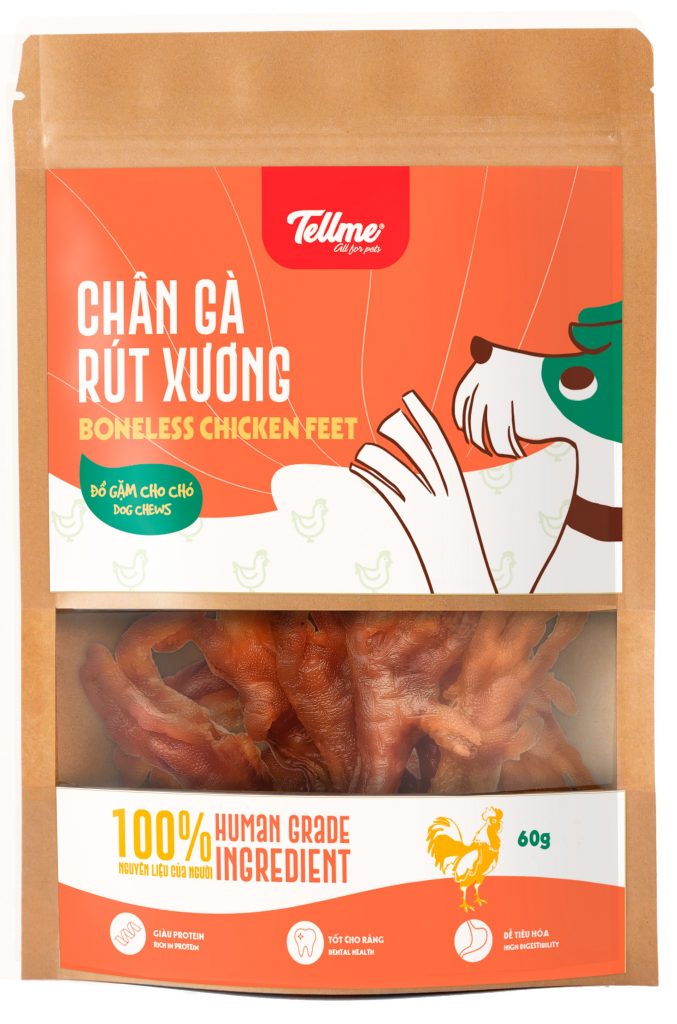 Tellme®
All for pets
CHÂN GÀ
RÚT XƯƠNG
BONELESS CHICKEN FEET
ĐỒ GẶM CHO CHÓ
DOG CHEWS
100% HUMAN GRADE
NGUYÊN LIỆU CỦA NGƯỜI INGREDIENT
60g
GIÀU PROTEIN
RICH IN PROTEIN
TỐT CHO RĂNG
DENTAL HEALTH
DỄ TIÊU HÓA
HIGH DIGESTIBILITY